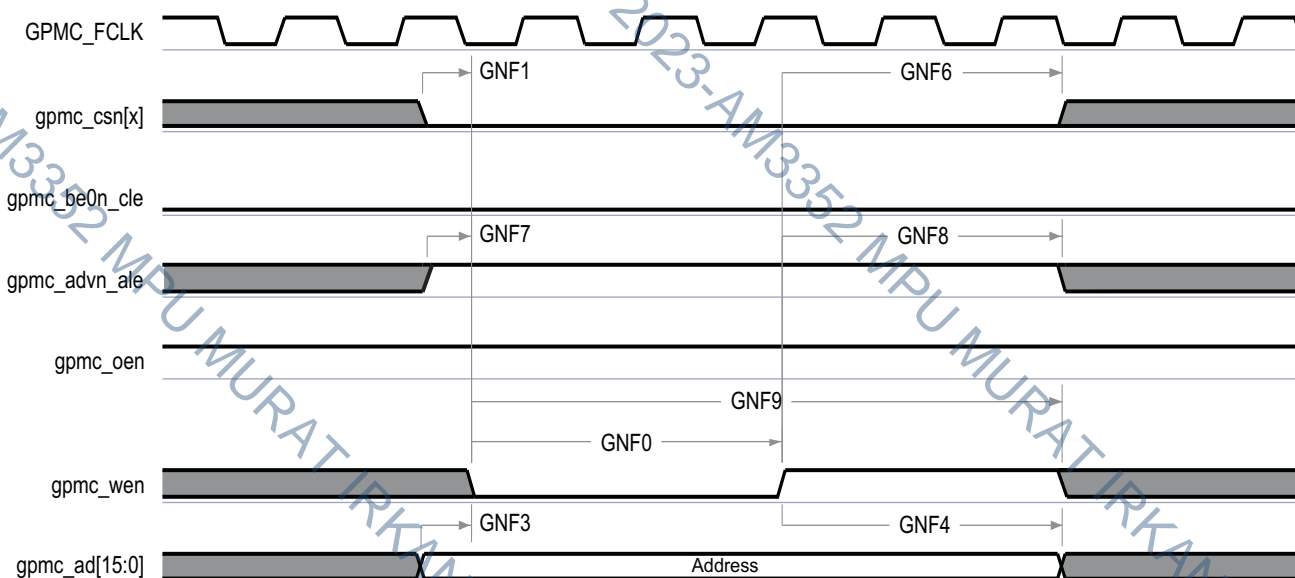 GPMC_FCLK
GNF1
GNF6
gpmc_csn[x]
gpmc_be0n_cle
GNF7
GNF8
gpmc_advn_ale
gpmc_oen
GNF9
GNF0
gpmc_wen
GNF3
GNF4
gpmc_ad[15:0]
Address
M3352 MPU MURAT IRKAN
2023-AM3352 MPU MURAT IRKAN